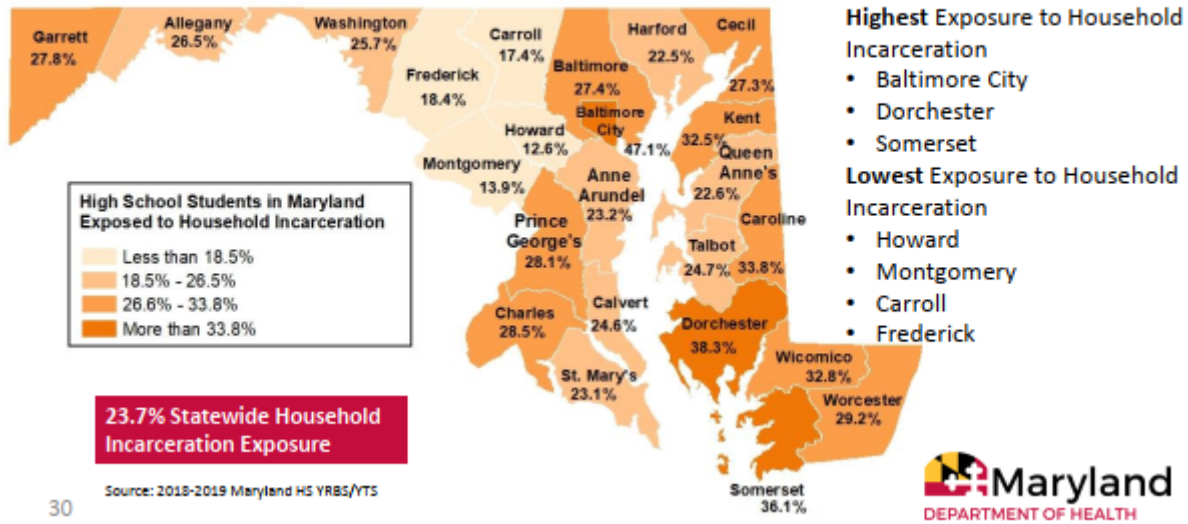 Garrett
27.8%
Allegany
26.5%
Washington
25.7%
Frederick
18.4%
Carroll
17.4%
Baltimore
27.4%
Baltimore
City
47.1%
Harford
22.5%
Cecil
27.3%
Kent
32.5%
Howard
12.6%
Montgomery
13.9%
Anne
Arundel
23.2%
Queen
Anne's
22.6%
Caroline
33.8%
Talbot
24.7%
Prince
George's
28.1%
Calvert
24.6%
Charles
28.5%
St. Mary's
23.1%
Dorchester
38.3%
Wicomico
32.8%
Worcester
29.2%
Somerset
36.1%
High School Students in Maryland
Exposed to Household Incarceration
Less than 18.5%
18.5% - 26.5%
26.6% - 33.8%
More than 33.8%
23.7% Statewide Household
Incarceration Exposure
Source: 2018-2019 Maryland HS YRBS/YTS
30
Highest Exposure to Household
Incarceration
• Baltimore City
• Dorchester
• Somerset
Lowest Exposure to Household
Incarceration
• Howard
• Montgomery
• Carroll
• Frederick
Maryland
DEPARTMENT OF HEALTH